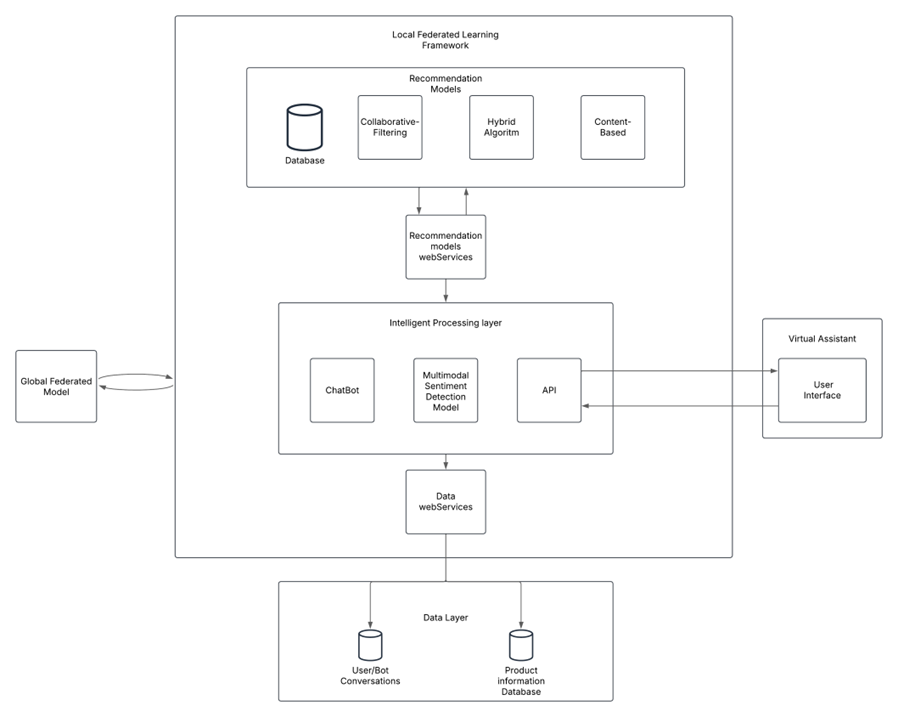 Local Federated Learning
Framework
Recommendation
Models
Database
Collaborative-
Filtering
Hybrid
Algoritm
Content-
Based
Recommendation
models
webServices
Intelligent Processing layer
ChatBot
Multimodal
Sentiment
Detection
Model
API
Virtual Assistant
User
Interface
Global Federated
Model
Data
webServices
Data Layer
User/Bot
Conversations
Product
information
Database